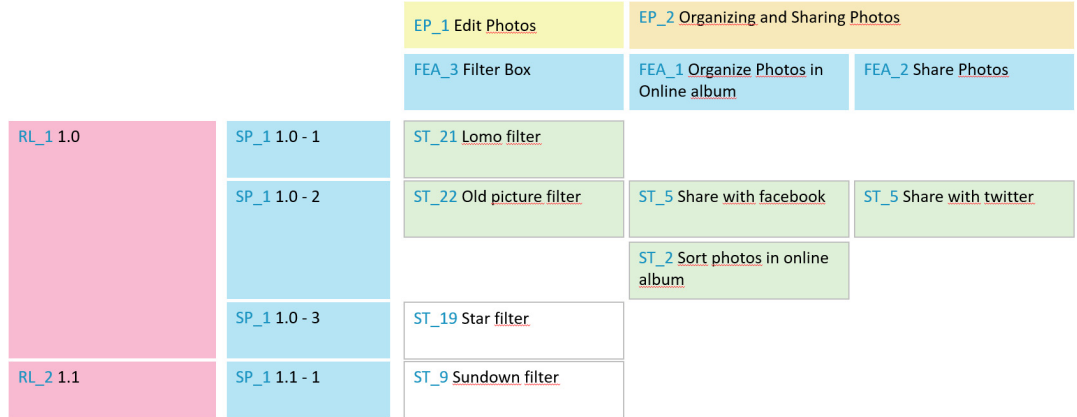 EP_1 Edit Photos
EP_2 Organizing and Sharing Photos
FEA_3 Filter Box
FEA_1 Organize Photos in
Online album
FEA_2 Share Photos
RL_1 1.0
SP_1 1.0 - 1
ST_21 Lomo filter
SP_1 1.0 - 2
ST_22 Old picture filter
ST_5 Share with facebook
ST_5 Share with twitter
ST_2 Sort photos in online
album
SP_1 1.0 - 3
ST_19 Star filter
RL_2 1.1
SP_1 1.1 - 1
ST_9 Sundown filter